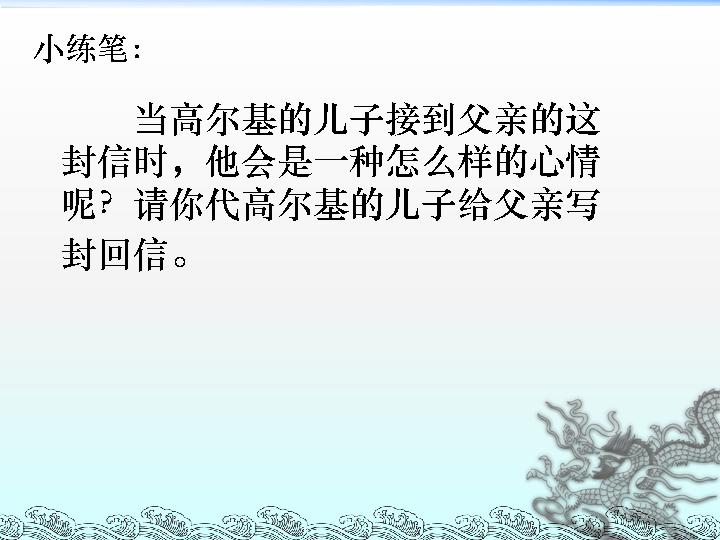 小练笔：
当高尔基的儿子接到父亲的这
封信时，他会是一种怎么样的心情
呢？请你代高尔基的儿子给父亲写
封回信。